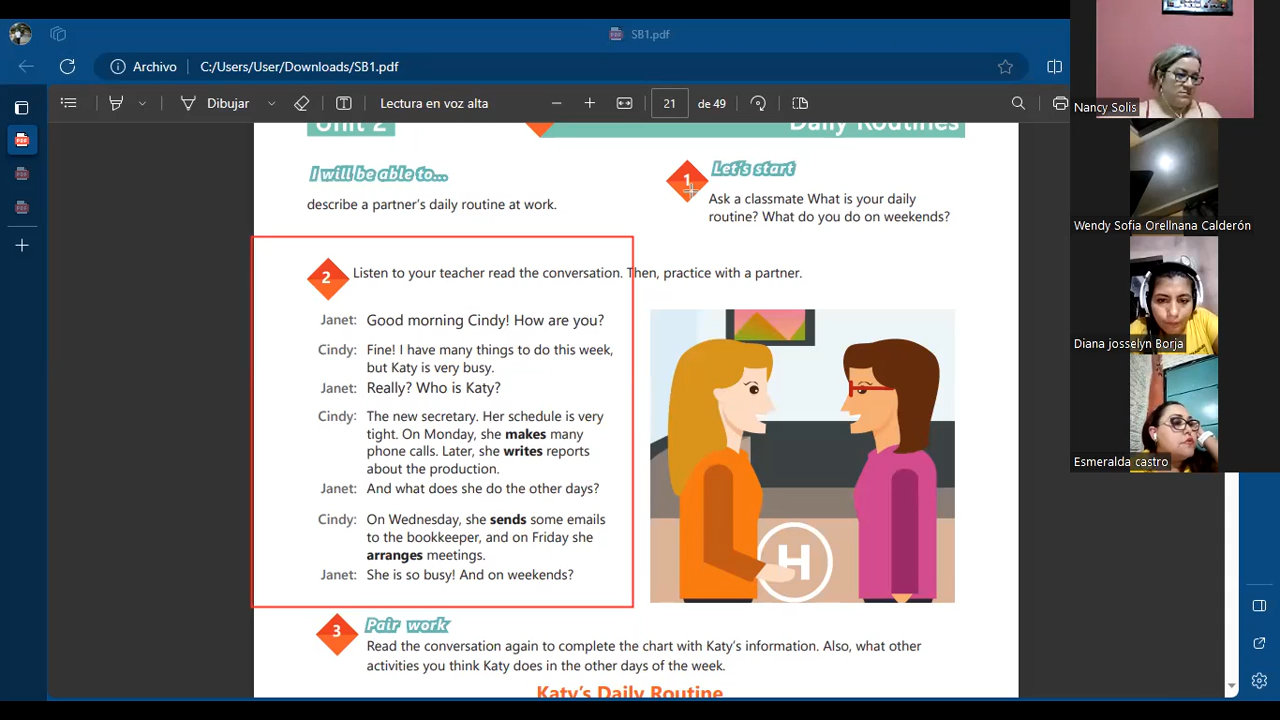 SB1.pdf
Archivo
C:/Users/User/Downloads/SB1.pdf
Dibujar
Lectura en voz alta
21
de 49
Unit 2
Daily Routines
I will be able to...
describe a partner's daily routine at work.
1
Let's start
Ask a classmate What is your daily
routine? What do you do on weekends?
2
Listen to your teacher read the conversation. Then, practice with a partner.
Janet: Good morning Cindy! How are you?
Cindy: Fine! I have many things to do this week,
but Katy is very busy.
Janet: Really? Who is Katy?
Cindy: The new secretary. Her schedule is very
tight. On Monday, she makes many
phone calls. Later, she writes reports
about the production.
Janet: And what does she do the other days?
Cindy: On Wednesday, she sends some emails
to the bookkeeper, and on Friday she
arranges meetings.
Janet: She is so busy! And on weekends?
H
3
Pair work
Read the conversation again to complete the chart with Katy's information. Also, what other
activities you think Katy does in the other days of the week.
Katy's Daily Routine
Nancy Solis
Wendy Sofia Orellnana Calderón
Diana josselyn Borja
Esmeralda castro